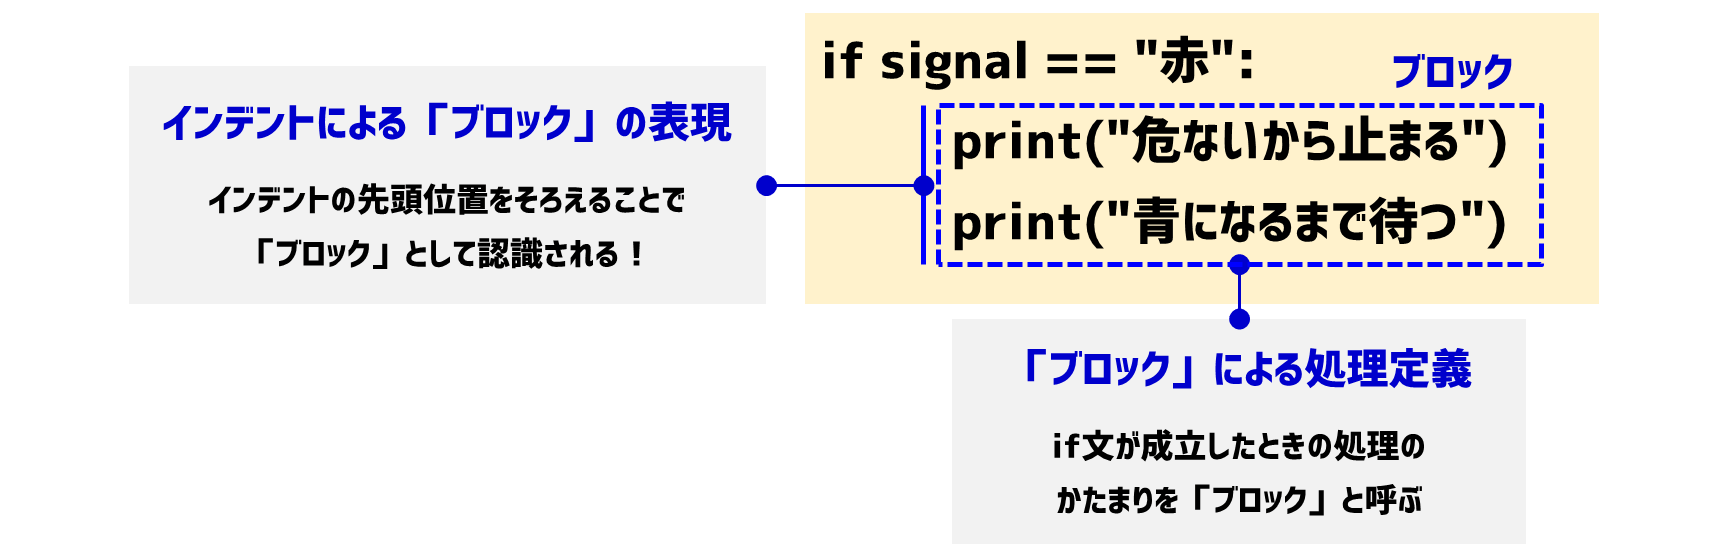 if signal == "赤":
ブロック
print("危ないから止まる")
print("青になるまで待つ")
インデントによる「ブロック」の表現
インデントの先頭位置をそろえることで
「ブロック」として認識される！
「ブロック」による処理定義
if文が成立したときの処理の
かたまりを「ブロック」と呼ぶ